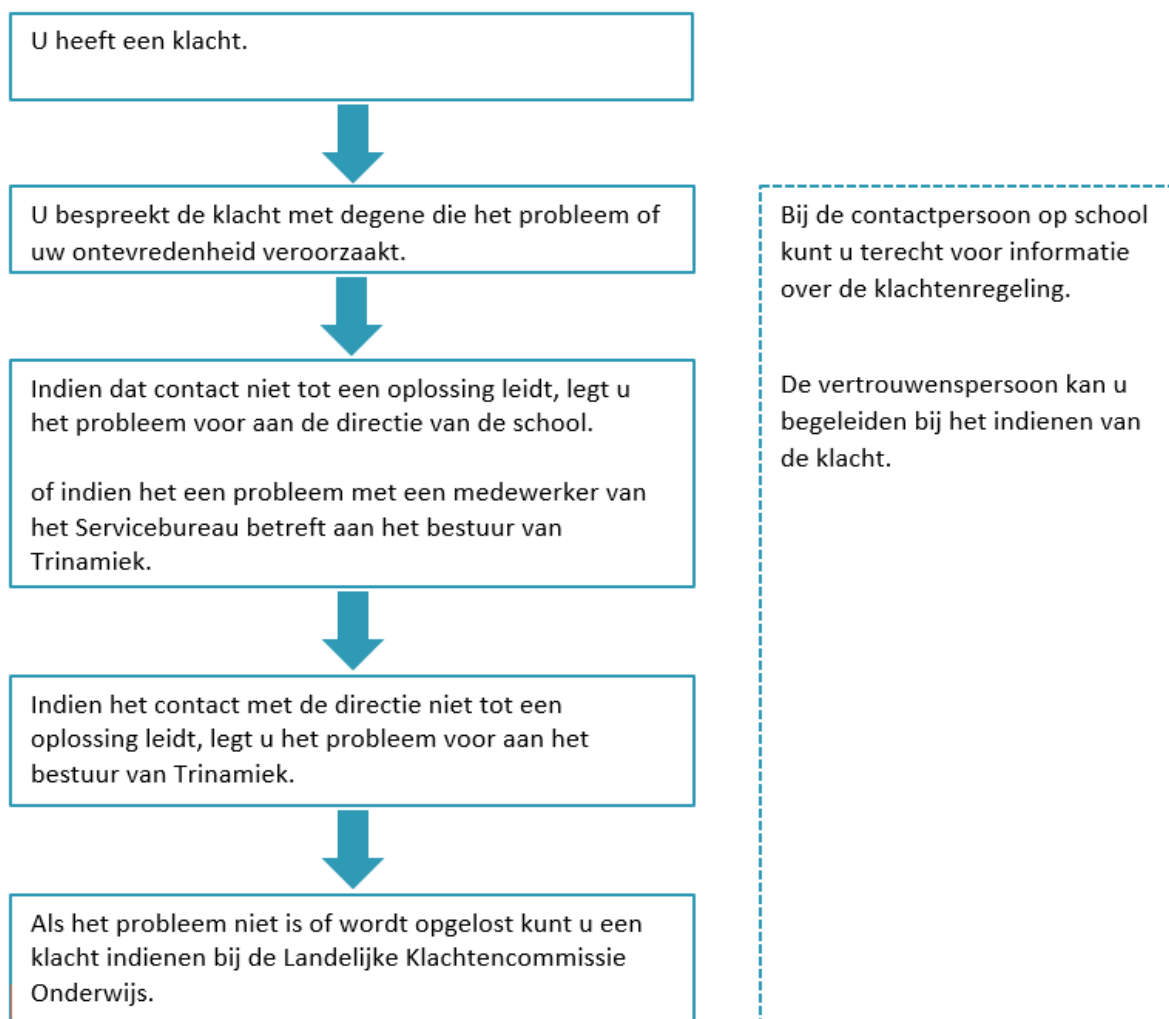 U heeft een klacht.
U bespreekt de klacht met degene die het probleem of
uw ontevredenheid veroorzaakt.
Indien dat contact niet tot een oplossing leidt, legt u
het probleem voor aan de directie van de school.
of indien het een probleem met een medewerker van
het Servicebureau betreft aan het bestuur van
Trinamiek.
Indien het contact met de directie niet tot een
oplossing leidt, legt u het probleem voor aan het
bestuur van Trinamiek.
Als het probleem niet is of wordt opgelost kunt u een
klacht indienen bij de Landelijke Klachtencommissie
Onderwijs.
Bij de contactpersoon op school
kunt u terecht voor informatie
over de klachtenregeling.
De vertrouwenspersoon kan u
begeleiden bij het indienen van
de klacht.